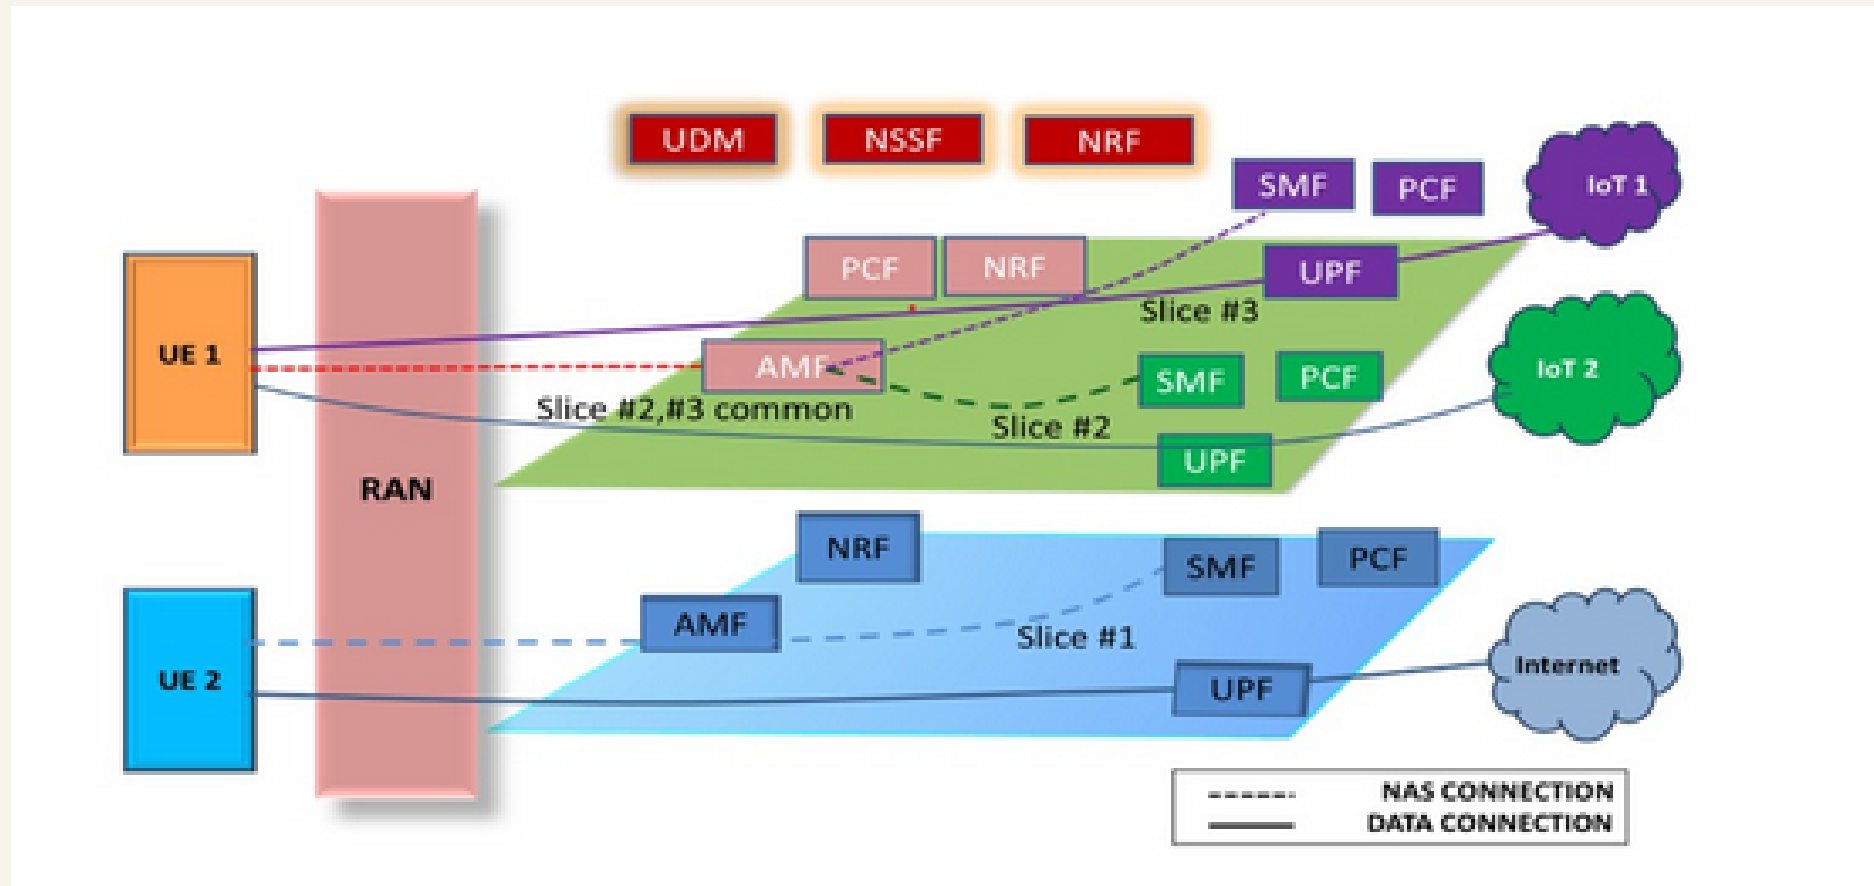 UDM
NSSF
NRF
SMF
PCF
IoT 1
PCF
NRF
UPF
Slice #3
UE 1
AMF
SMF
PCF
IoT 2
Slice #2,#3 common
Slice #2
UPF
RAN
NRF
SMF
PCF
AMF
Slice #1
UE 2
UPF
Internet
NAS CONNECTION
DATA CONNECTION